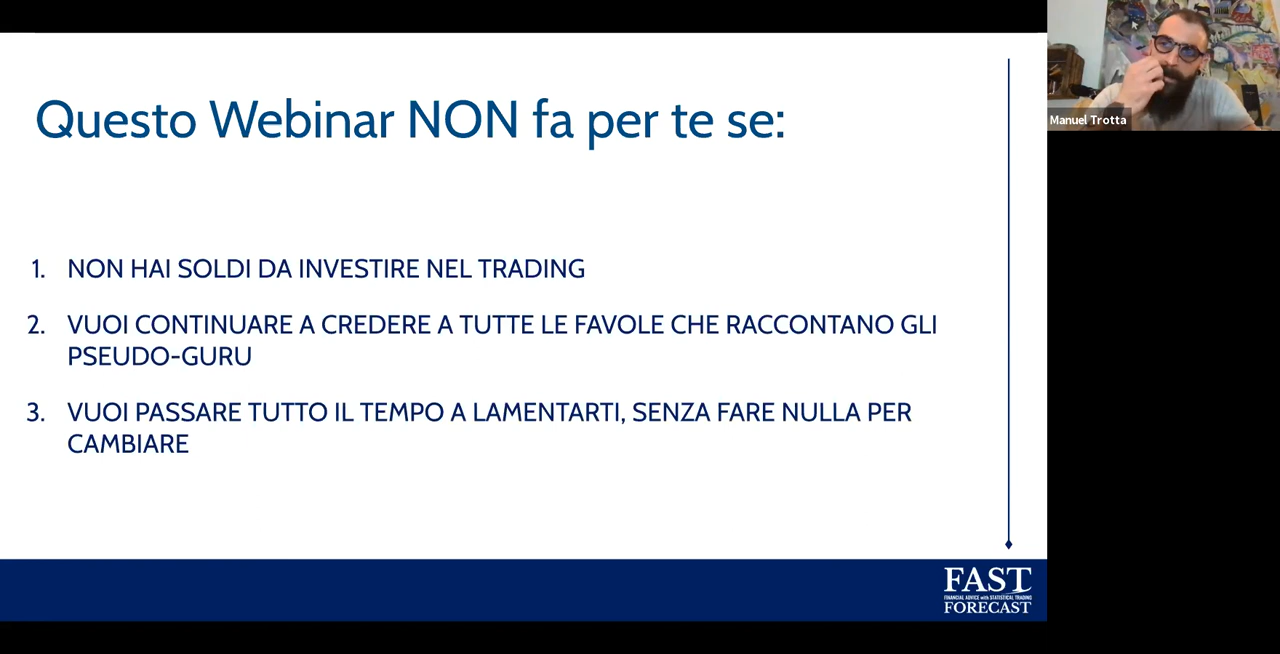 Questo Webinar NON fa per te se:
1. NON HAI SOLDI DA INVESTIRE NEL TRADING
2. VUOI CONTINUARE A CREDERE A TUTTE LE FAVOLE CHE RACCONTANO GLI
PSEUDO-GURU
3. VUOI PASSARE TUTTO IL TEMPO A LAMENTARTI, SENZA FARE NULLA PER
CAMBIARE
Manuel Trotta
FAST
FINANCIAL ADVICE with STATISTICAL TRADING
FORECAST